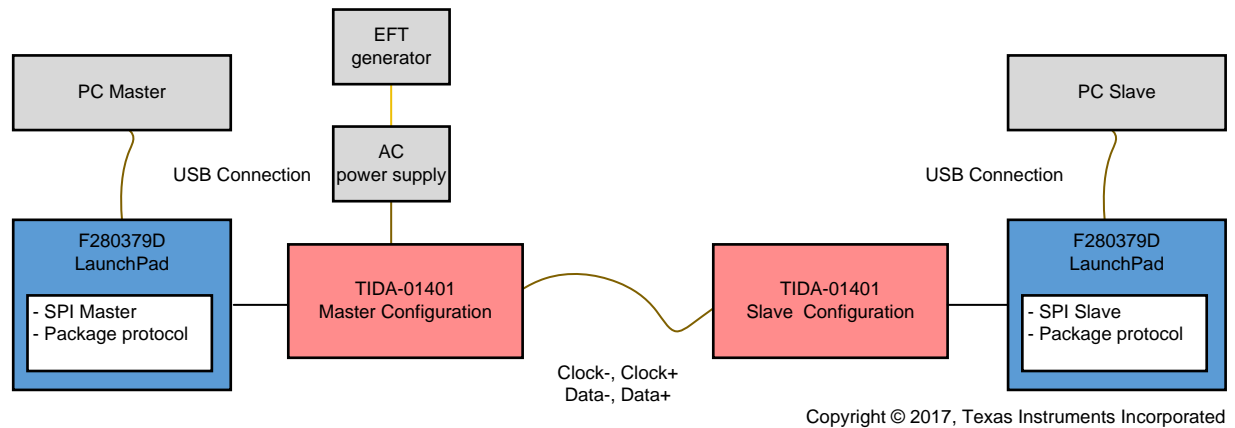 EFT
generator
PC Master
PC Slave
AC
power supply
USB Connection
USB Connection
F280379D
LaunchPad
- SPI Master
- Package protocol
TIDA-01401
Master Configuration
TIDA-01401
Slave Configuration
F280379D
LaunchPad
- SPI Slave
- Package protocol
Clock-, Clock+
Data-, Data+
Copyright © 2017, Texas Instruments Incorporated